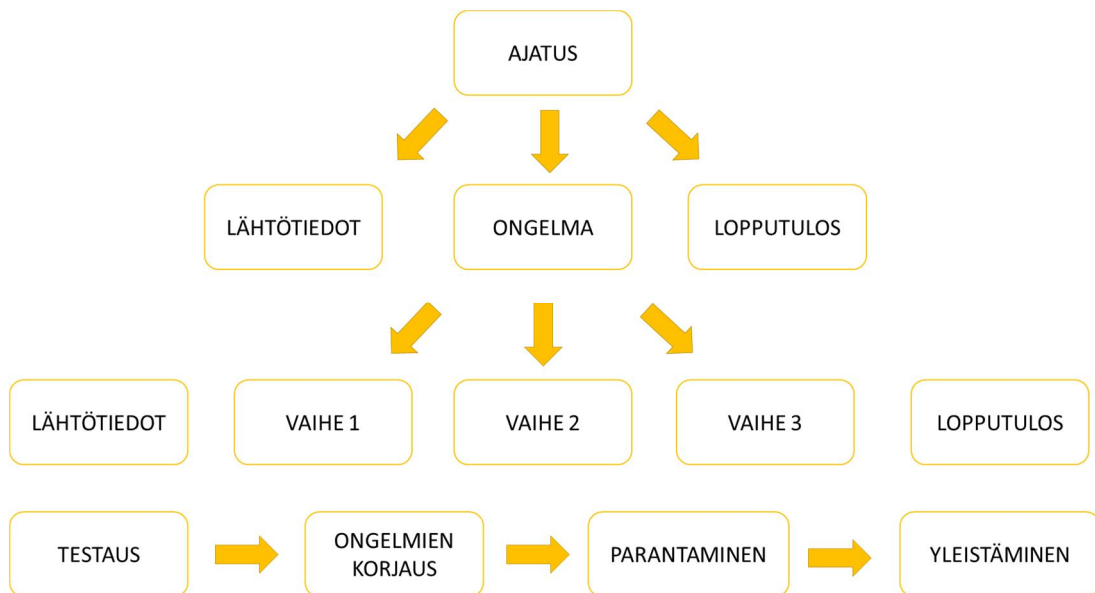 AJATUS
LÄHTÖTIEDOT
ONGELMA
LOPPUTULOS
LÄHTÖTIEDOT
VAIHE 1
VAIHE 2
VAIHE 3
LOPPUTULOS
TESTAUS
ONGELMIEN
KORJAUS
PARANTAMINEN
YLEISTÄMINEN